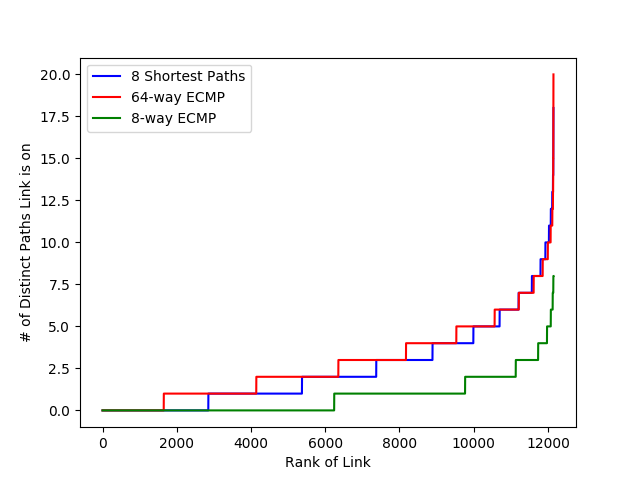 20.0
17.5
15.0
12.5
10.0
7.5
5.0
2.5
0.0
# of Distinct Paths Link is on
8 Shortest Paths
64-way ECMP
8-way ECMP
0 2000 4000 6000 8000 10000 12000
Rank of Link